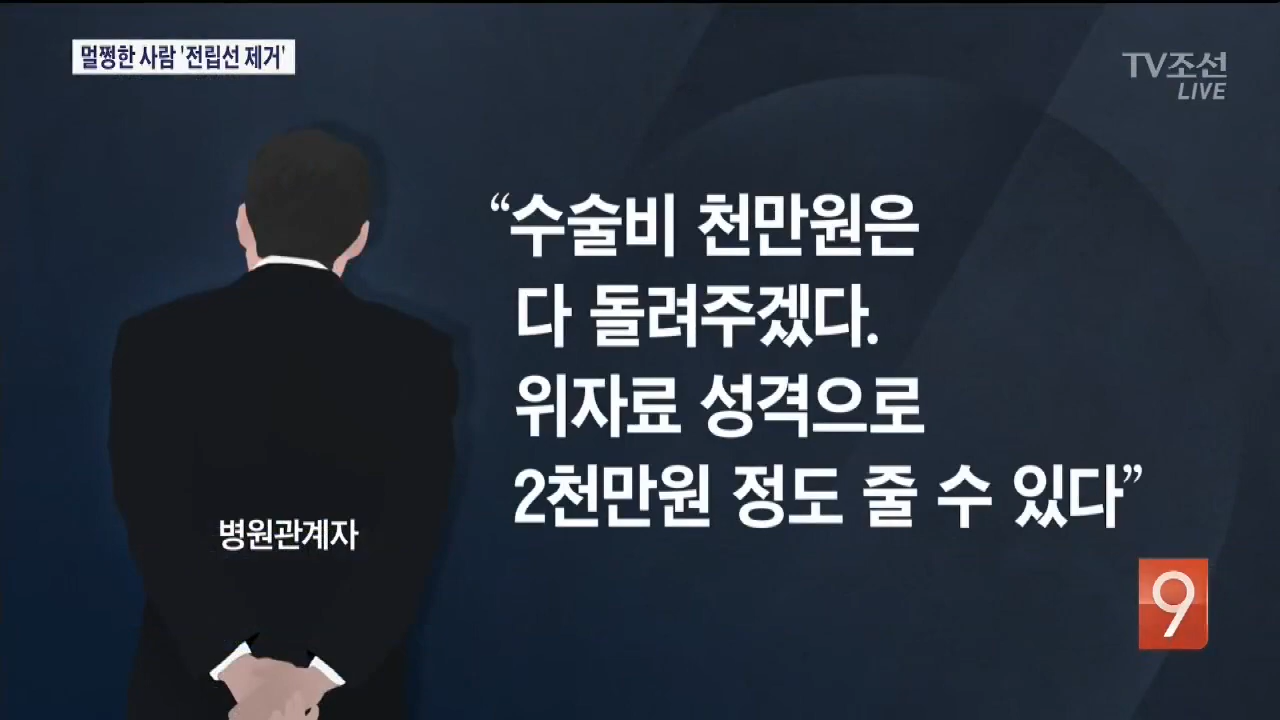 멀쩡한 사람 '전립선 제거'
TV조선
LIVE
“수술비 천만원은
다 돌려주겠다.
위자료 성격으로
2천만원 정도 줄 수 있다”
병원관계자
9